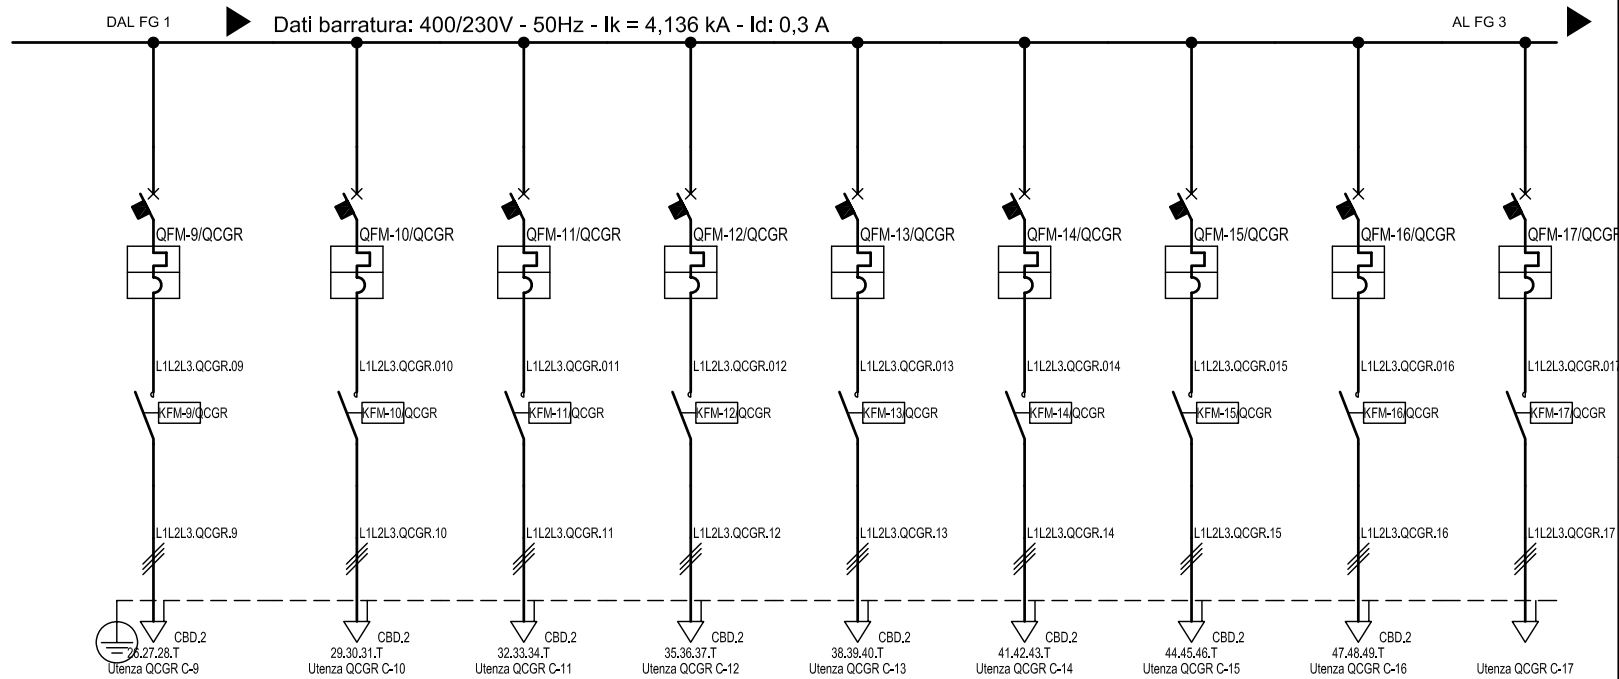 DAL FG 1
Dati barratura: 400/230V - 50Hz - Ik = 4,136 kA - Id: 0,3 A
AL FG 3
QFM-9/QCGR
QFM-10/QCGR
QFM-11/QCGR
QFM-12/QCGR
QFM-13/QCGR
QFM-14/QCGR
QFM-15/QCGR
QFM-16/QCGR
QFM-17/QCGR
L1L2L3.QCGR.09
L1L2L3.QCGR.010
L1L2L3.QCGR.011
L1L2L3.QCGR.012
L1L2L3.QCGR.013
L1L2L3.QCGR.014
L1L2L3.QCGR.015
L1L2L3.QCGR.016
L1L2L3.QCGR.017
KFM-9/QCGR
KFM-10/QCGR
KFM-11/QCGR
KFM-12/QCGR
KFM-13/QCGR
KFM-14/QCGR
KFM-15/QCGR
KFM-16/QCGR
KFM-17/QCGR
L1L2L3.QCGR.9
L1L2L3.QCGR.10
L1L2L3.QCGR.11
L1L2L3.QCGR.12
L1L2L3.QCGR.13
L1L2L3.QCGR.14
L1L2L3.QCGR.15
L1L2L3.QCGR.16
L1L2L3.QCGR.17
CBD.2
CBD.2
CBD.2
CBD.2
CBD.2
CBD.2
CBD.2
CBD.2
26.27.28.T
29.30.31.T
32.33.34.T
35.36.37.T
38.39.40.T
41.42.43.T
44.45.46.T
47.48.49.T
Utenza QCGR C-9
Utenza QCGR C-10
Utenza QCGR C-11
Utenza QCGR C-12
Utenza QCGR C-13
Utenza QCGR C-14
Utenza QCGR C-15
Utenza QCGR C-16
Utenza QCGR C-17